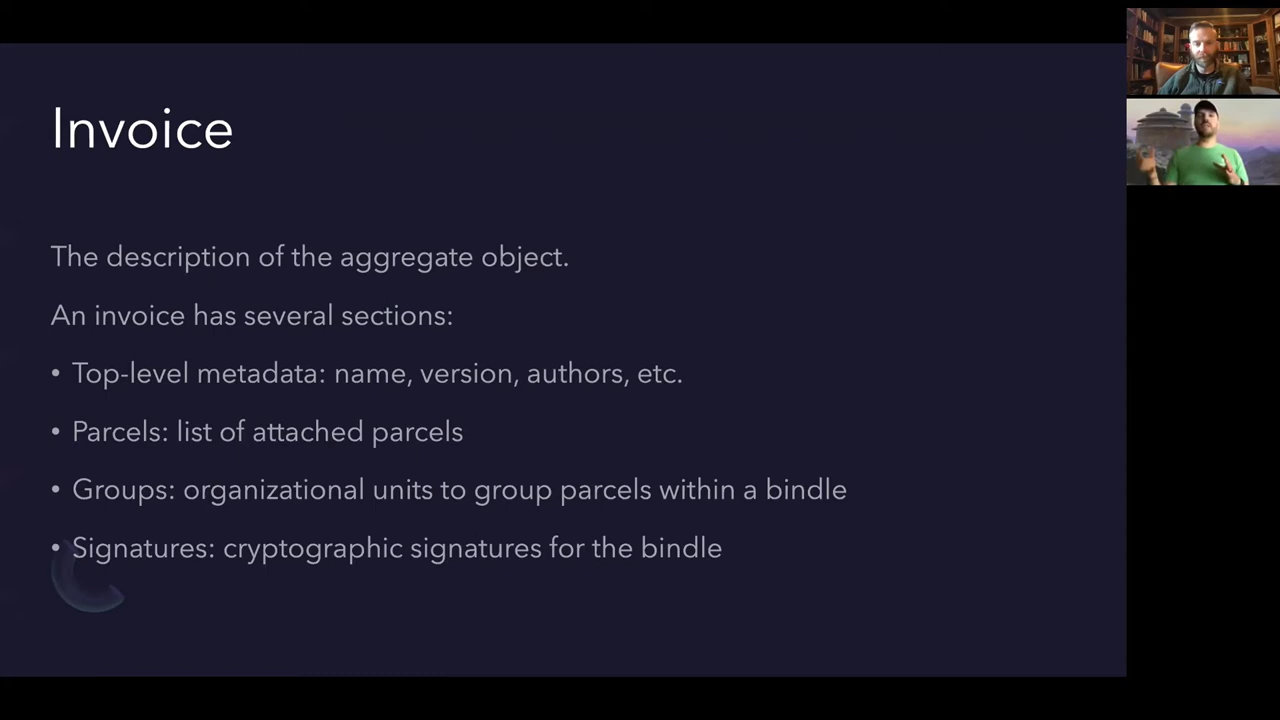 Invoice
The description of the aggregate object.
An invoice has several sections:
• Top-level metadata: name, version, authors, etc.
• Parcels: list of attached parcels
• Groups: organizational units to group parcels within a bindle
• Signatures: cryptographic signatures for the bindle